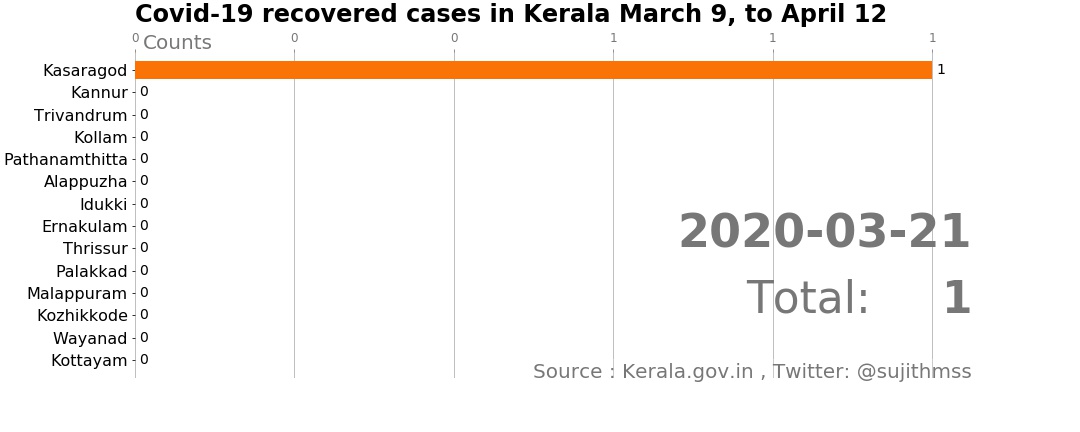 Covid-19 recovered cases in Kerala March 9, to April 12
0 0 0 1 1 1
Counts
Kasaragod 1
Kannur 0
Trivandrum 0
Kollam 0
Pathanamthitta 0
Alappuzha 0
Idukki 0
Ernakulam 0
Thrissur 0
Palakkad 0
Malappuram 0
Kozhikkode 0
Wayanad 0
Kottayam 0
2020-03-21
Total: 1
Source : Kerala.gov.in , Twitter: @sujithmss